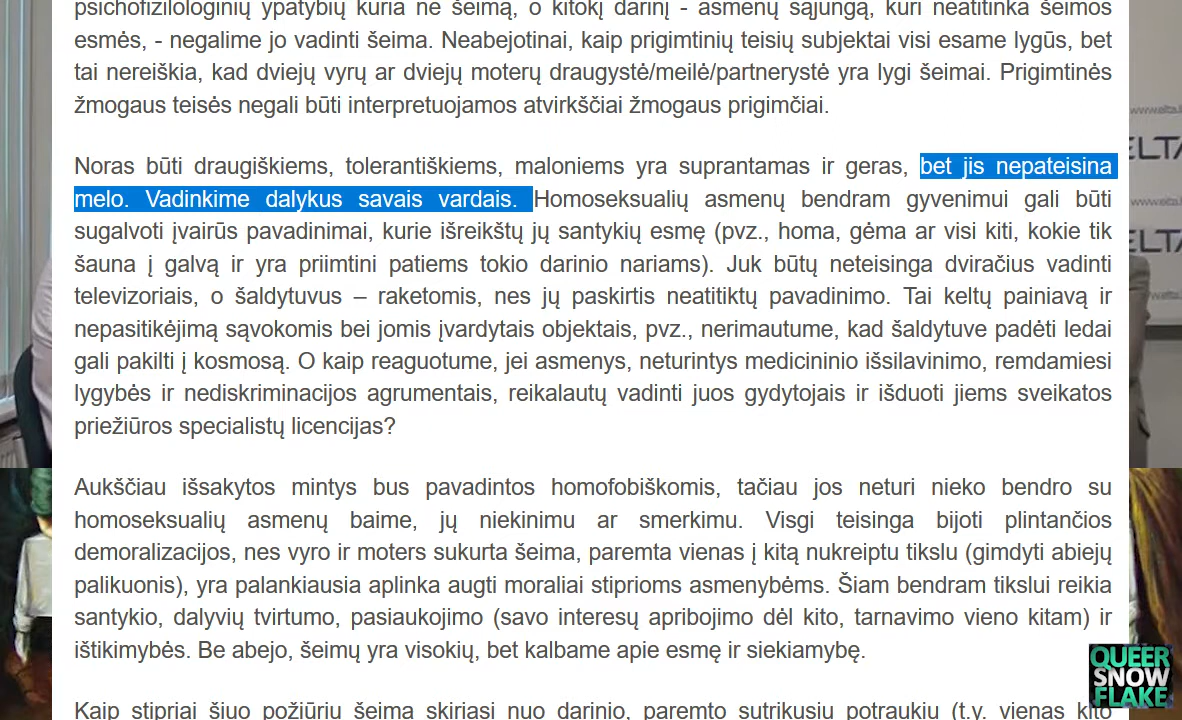 psichofizilologinių ypatybių kuria ne šeimą, o kitokį darinį - asmenų sąjungą, kuri neatitinka šeimos
esmės, - negalime jo vadinti šeima. Neabejotinai, kaip prigimtinių teisių subjektai visi esame lygūs, bet
tai nereiškia, kad dviejų vyrų ar dviejų moterų draugystė/meilė/partnerystė yra lygi šeimai. Prigimtinės
žmogaus teisės negali būti interpretuojamos atvirkščiai žmogaus prigimčiai.
Noras būti draugiškiems, tolerantiškiems, maloniems yra suprantamas ir geras, bet jis nepateisina
melo. Vadinkime dalykus savais vardais. Homoseksualių asmenų bendram gyvenimui gali būti
sugalvoti įvairūs pavadinimai, kurie išreikštų jų santykių esmę (pvz., homa, gėma ar visi kiti, kokie tik
šauna į galvą ir yra priimtini patiems tokio darinio nariams). Juk būtų neteisinga dviračius vadinti
televizoriais, o šaldytuvus – raketomis, nes jų paskirtis neatitiktų pavadinimo. Tai keltų painiavą ir
nepasitikėjimą sąvokomis bei jomis įvardytais objektais, pvz., nerimautume, kad šaldytuve padėti ledai
gali pakilti į kosmosą. O kaip reaguotume, jei asmenys, neturintys medicininio išsilavinimo, remdamiesi
lygybės ir nediskriminacijos agrumentais, reikalautų vadinti juos gydytojais ir išduoti jiems sveikatos
priežiūros specialistų licencijas?
Aukščiau išsakytos mintys bus pavadintos homofobiškomis, tačiau jos neturi nieko bendro su
homoseksualių asmenų baime, jų niekinimu ar smerkimu. Visgi teisinga bijoti plintančios
demoralizacijos, nes vyro ir moters sukurta šeima, paremta vienas į kitą nukreiptu tikslu (gimdyti abiejų
palikuonis), yra palankiausia aplinka augti moraliai stiprioms asmenybėms. Šiam bendram tikslui reikia
santykio, dalyvių tvirtumo, pasiaukojimo (savo interesų apribojimo dėl kito, tarnavimo vieno kitam) ir
ištikimybės. Be abejo, šeimų yra visokių, bet kalbame apie esmę ir siekiamybę.
Kaip stipriai šiuo požiūriu šeima skiriasi nuo darinio, paremto sutrikusiu potraukiu (t.y. vienas kito
www.elta.l
ELTA
ELTA
QUEER
SNOW
FLAKE